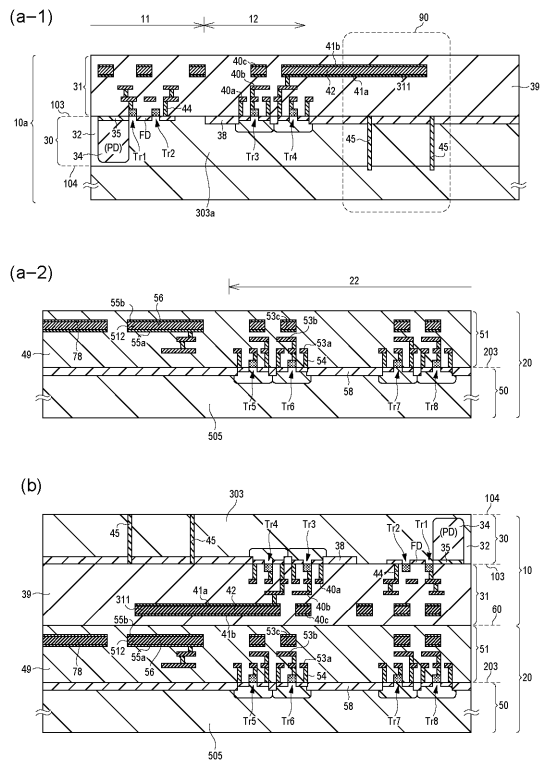 (a-1)
11 12 90
40c 41b
40b
31 40a 42 41a 311 39
10a 103 44
30 32 35 FD 38 45 45
34 (PD)
Tr1 Tr2 Tr3 Tr4
104
303a
(a-2)
22
55b 56 53c 53b
512 55a 53a 51
49 78 54 203 20
50
Tr5 Tr6 58 Tr7 Tr8
505
(b)
303 104
45 45 Tr4 Tr3 Tr2 Tr1 (PD) 34
38 FD 35 32 30
41a 42 40a 44 103 10
39 311 40b 31
55b 41b 40c 60
53c 53b
512 55a 53a 51
49 78 56 54 203 20
50
Tr5 Tr6 58 Tr7 Tr8
505